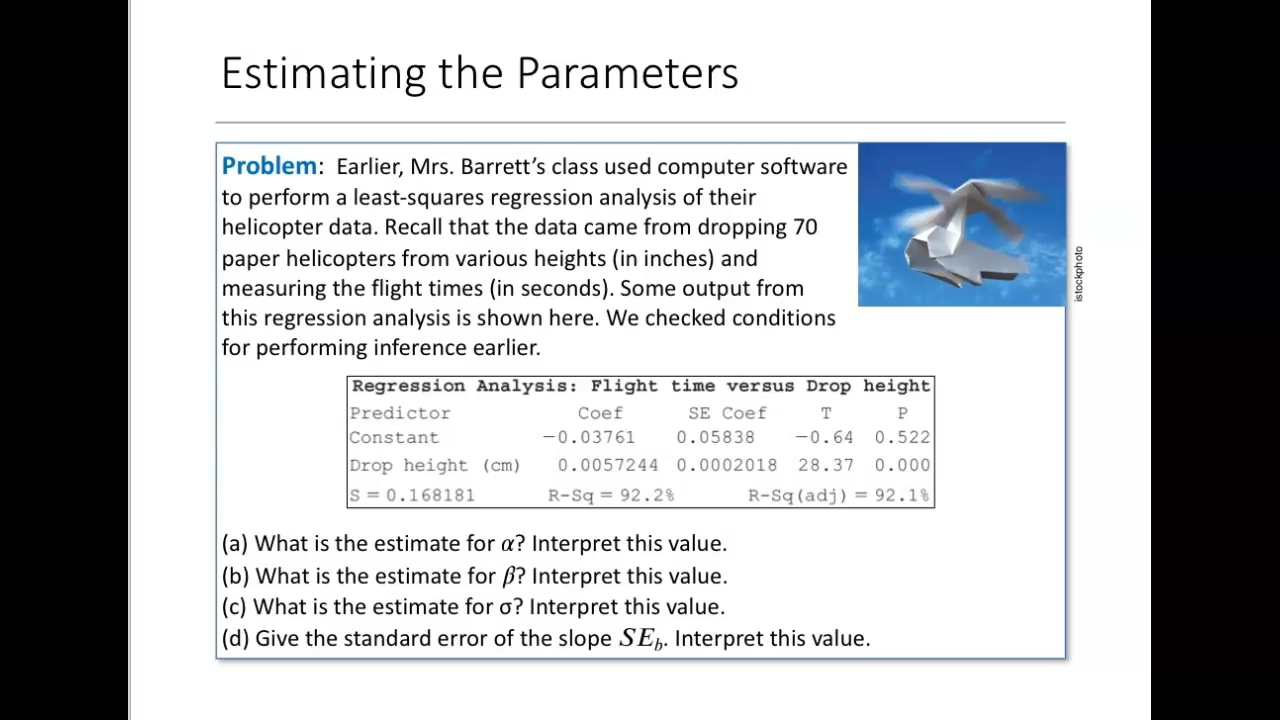 Estimating the Parameters
Problem: Earlier, Mrs. Barrett’s class used computer software
to perform a least-squares regression analysis of their
helicopter data. Recall that the data came from dropping 70
paper helicopters from various heights (in inches) and
measuring the flight times (in seconds). Some output from
this regression analysis is shown here. We checked conditions
for performing inference earlier.
istockphoto
Regression Analysis: Flight time versus Drop height
Predictor Coef SE Coef T P
Constant −0.03761 0.05838 −0.64 0.522
Drop height (cm) 0.0057244 0.0002018 28.37 0.000
S = 0.168181 R-Sq = 92.2% R-Sq(adj) = 92.1%
(a) What is the estimate for α? Interpret this value.
(b) What is the estimate for β? Interpret this value.
(c) What is the estimate for σ? Interpret this value.
(d) Give the standard error of the slope SE_b. Interpret this value.